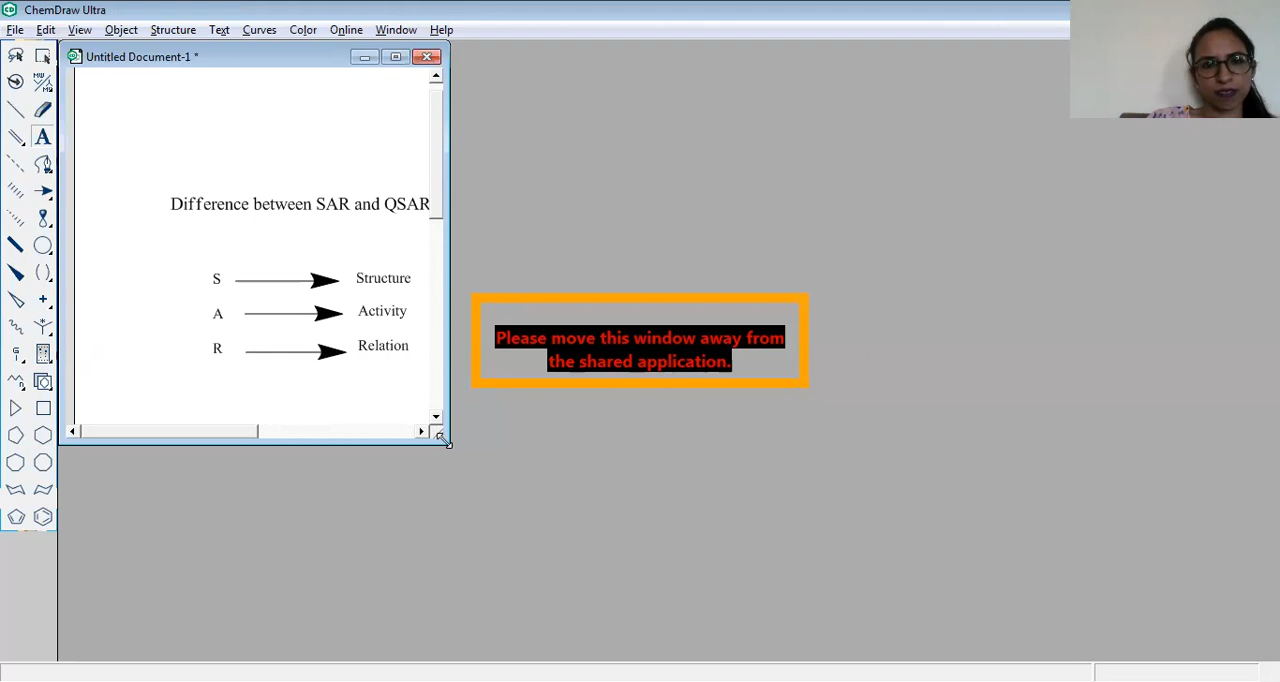 ChemDraw Ultra
File Edit View Object Structure Text Curves Color Online Window Help
Untitled Document-1 *
Difference between SAR and QSAR
S Structure
A Activity
R Relation
Please move this window away from
the shared application.
A